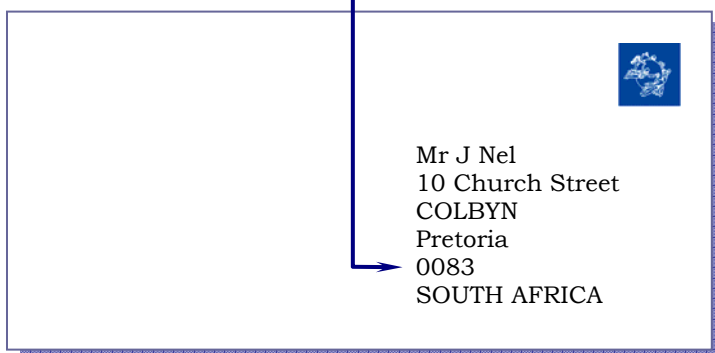 Mr J Nel
10 Church Street
COLBYN
Pretoria
0083
SOUTH AFRICA